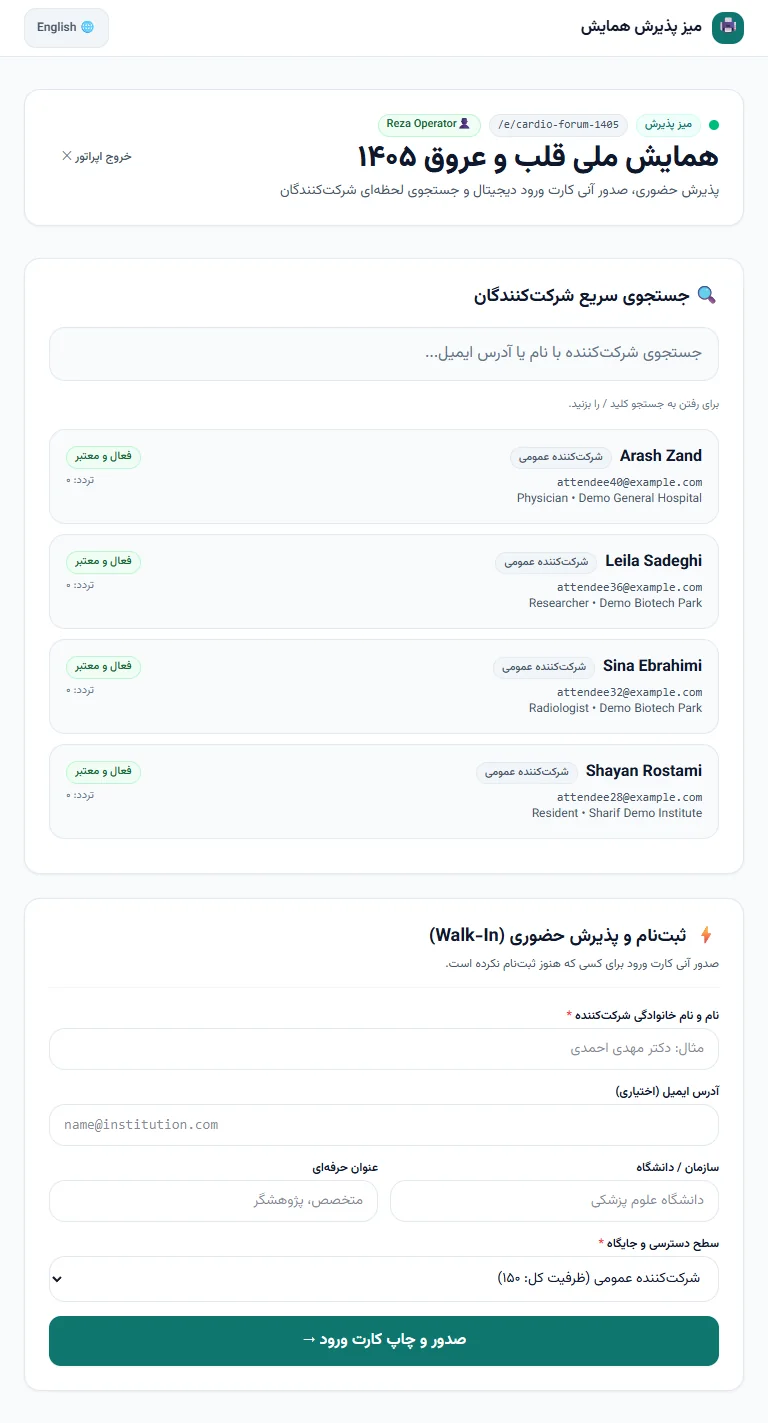 میز پذیرش همایش
English
میز پذیرش /e/cardio-forum-1405 Reza Operator
همایش ملی قلب و عروق ۱۴۰۵
خروج اپراتور ×
پذیرش حضوری، صدور آنی کارت ورود دیجیتال و جستجوی لحظه‌ای شرکت‌کنندگان
جستجوی سریع شرکت‌کنندگان
جستجوی شرکت‌کننده با نام یا آدرس ایمیل...
برای رفتن به جستجو کلید / را بزنید.
Arash Zand شرکت‌کننده عمومی
فعال و معتبر
attendee40@example.com
تردد: ۰
Physician • Demo General Hospital
Leila Sadeghi شرکت‌کننده عمومی
فعال و معتبر
attendee36@example.com
تردد: ۰
Researcher • Demo Biotech Park
Sina Ebrahimi شرکت‌کننده عمومی
فعال و معتبر
attendee32@example.com
تردد: ۰
Radiologist • Demo Biotech Park
Shayan Rostami شرکت‌کننده عمومی
فعال و معتبر
attendee28@example.com
تردد: ۰
Resident • Sharif Demo Institute
ثبت‌نام و پذیرش حضوری (Walk-In)
صدور آنی کارت ورود برای کسی که هنوز ثبت‌نام نکرده است.
نام و نام خانوادگی شرکت‌کننده *
مثال: دکتر مهدی احمدی
آدرس ایمیل (اختیاری)
name@institution.com
سازمان / دانشگاه
عنوان حرفه‌ای
دانشگاه علوم پزشکی
متخصص، پژوهشگر
سطح دسترسی و جایگاه *
شرکت‌کننده عمومی (ظرفیت کل: ۱۵۰)
صدور و چاپ کارت ورود →